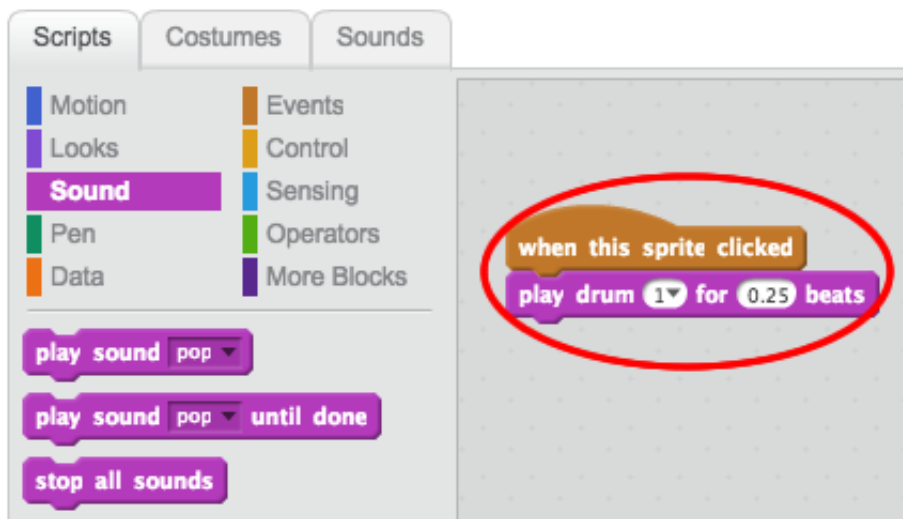 Scripts Costumes Sounds
Motion Events
Looks Control
Sound Sensing
Pen Operators
Data More Blocks
play sound pop
play sound pop until done
stop all sounds
when this sprite clicked
play drum 1 for 0.25 beats